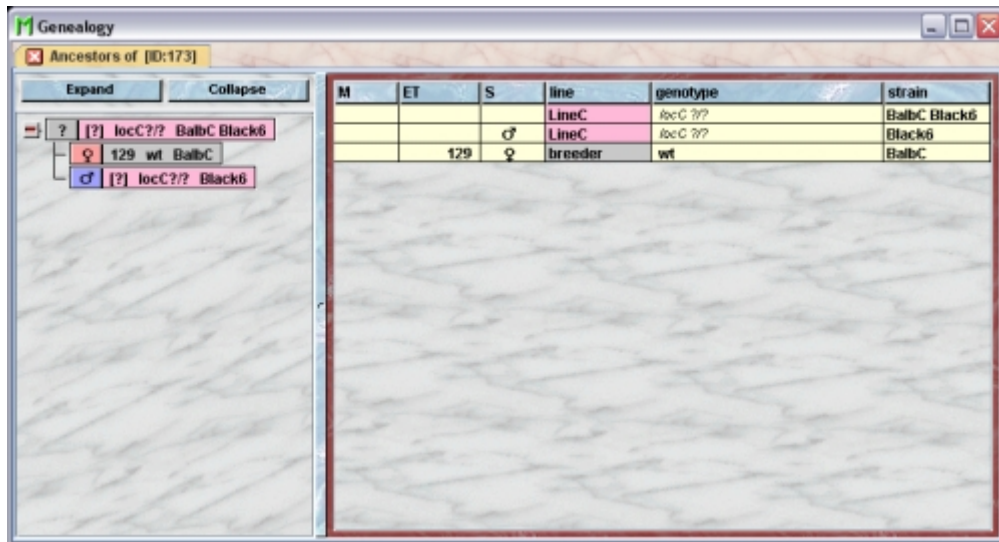 Genealogy
Ancestors of [ID:173]
Expand Collapse
? [?] locC?/? BalbC Black6
♀ 129 wt BalbC
♂ [?] locC?/? Black6
M ET S line genotype strain
LineC locC ?/? BalbC Black6
♂ LineC locC ?/? Black6
129 ♀ breeder wt BalbC